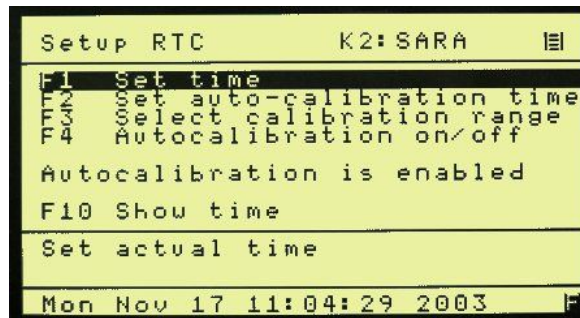 Setup RTC K2:SARA
F1 Set time
F2 Set auto-calibration time
F3 Select calibration range
F4 Autocalibration on/off
Autocalibration is enabled
F10 Show time
Set actual time
Mon Nov 17 11:04:29 2003